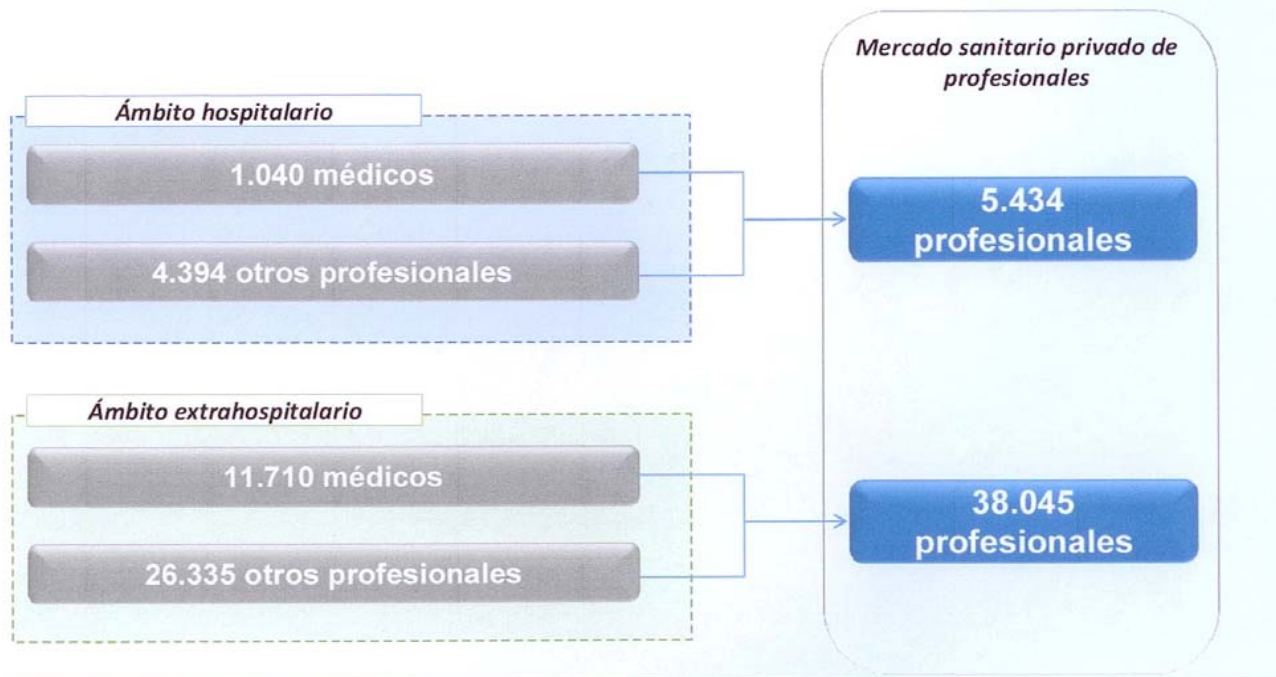 Mercado sanitario privado de
profesionales
Ámbito hospitalario
1.040 médicos
4.394 otros profesionales
5.434
profesionales
Ámbito extrahospitalario
11.710 médicos
26.335 otros profesionales
38.045
profesionales